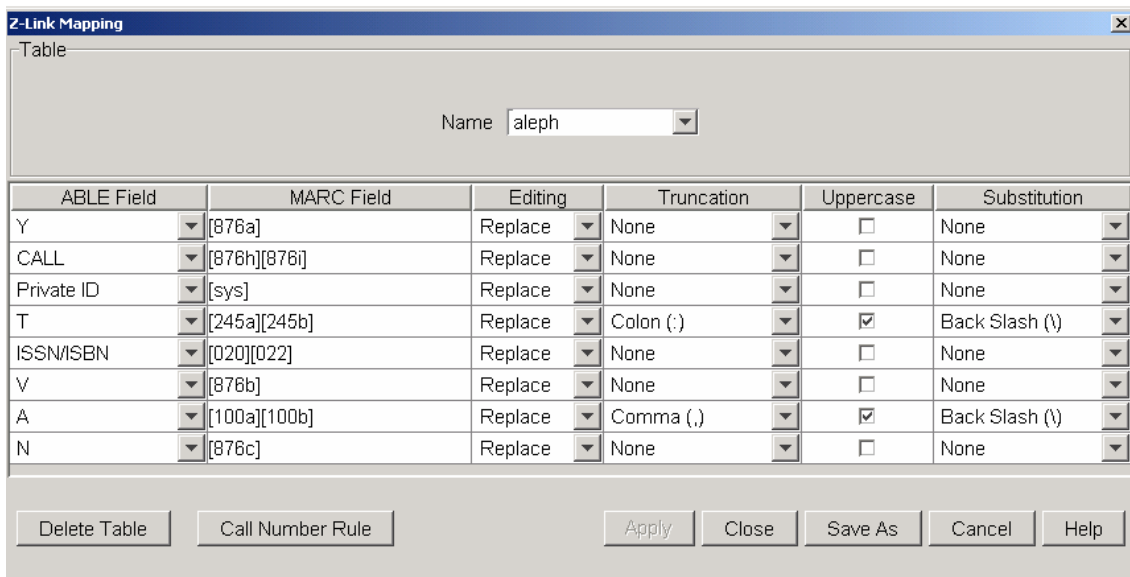 Z-Link Mapping
Table
Name aleph
ABLE Field MARC Field Editing Truncation Uppercase Substitution
Y [876a] Replace None None
CALL [876h][876i] Replace None None
Private ID [sys] Replace None None
T [245a][245b] Replace Colon (:) Back Slash (\)
ISSN/ISBN [020][022] Replace None None
V [876b] Replace None None
A [100a][100b] Replace Comma (,) Back Slash (\)
N [876c] Replace None None
Delete Table Call Number Rule Apply Close Save As Cancel Help